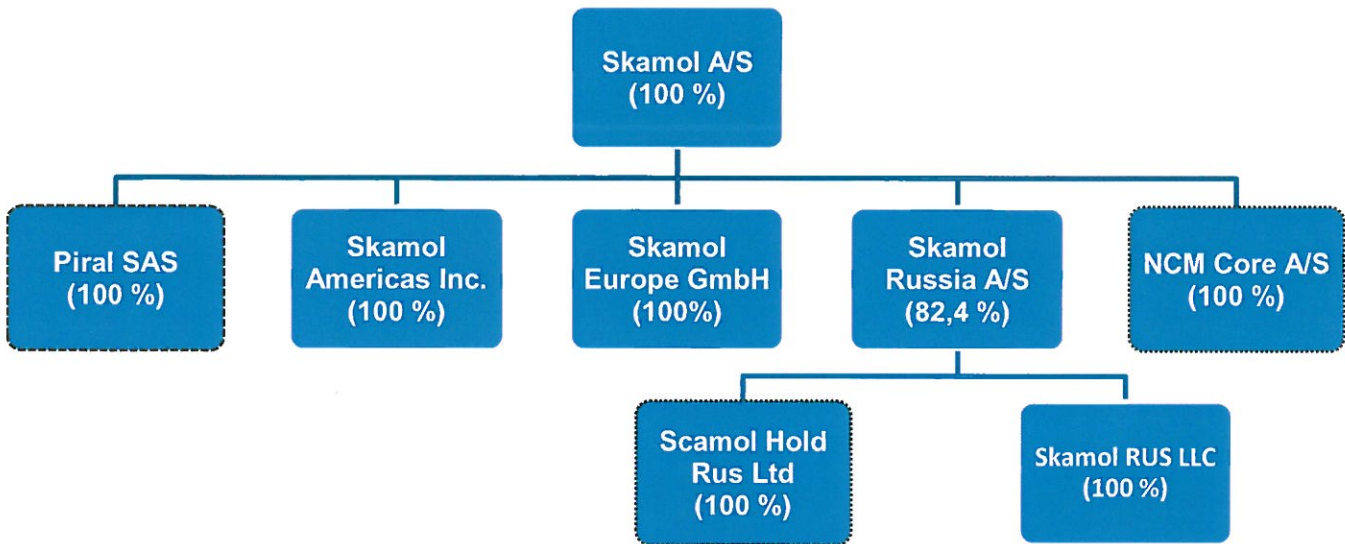 Skamol A/S
(100 %)
Piral SAS
(100 %)
Skamol
Americas Inc.
(100 %)
Skamol
Europe GmbH
(100%)
Skamol
Russia A/S
(82,4 %)
NCM Core A/S
(100 %)
Scamol Hold
Rus Ltd
(100 %)
Skamol RUS LLC
(100 %)